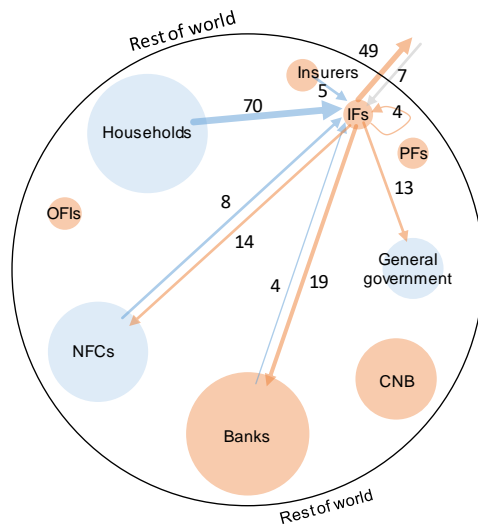 Rest of world
49
Insurers
7
5
70
IFs
4
Households
PFs
13
8
OFIs
14
General
government
4
19
NFCs
CNB
Banks
Rest of world